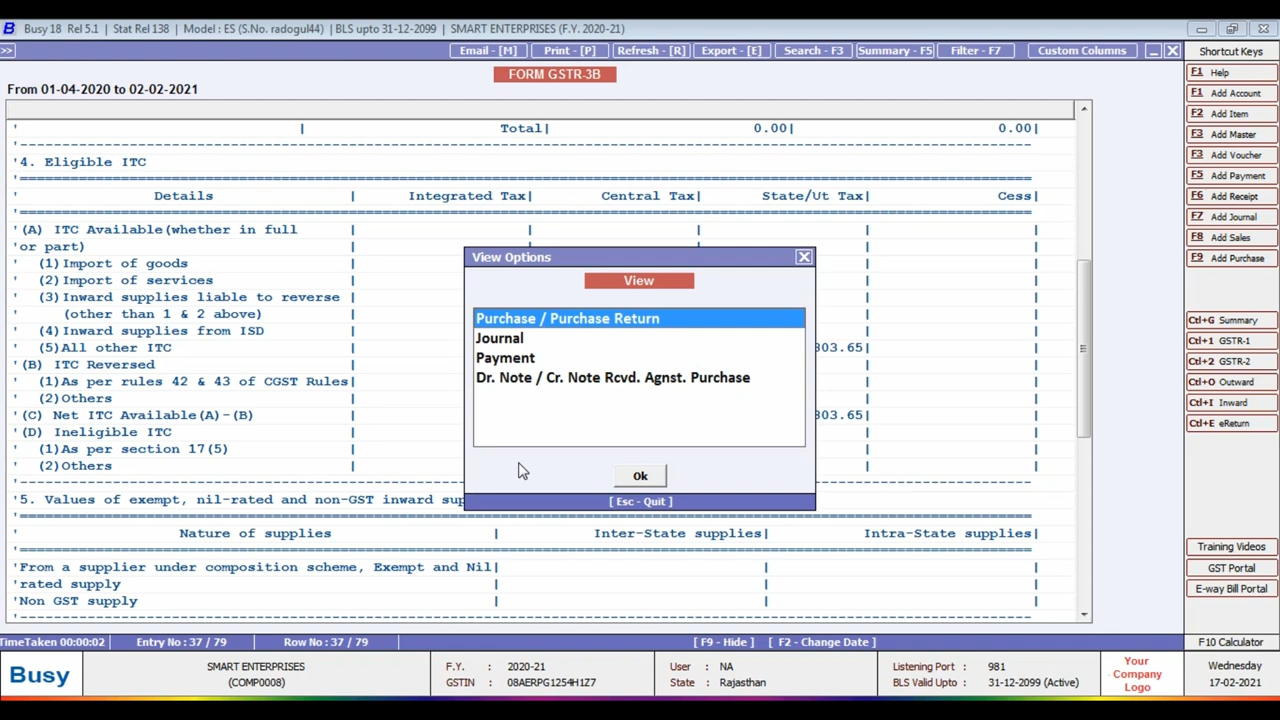 Busy 18 Rel 5.1 | Stat Rel 138 | Model : ES (S.No. radogul44) | BLS upto 31-12-2099 | SMART ENTERPRISES (F.Y. 2020-21)
>> Email - [M] Print - [P] Refresh - [R] Export - [E] Search - F3 Summary - F5 Filter - F7 Custom Columns
Shortcut Keys
FORM GSTR-3B
From 01-04-2020 to 02-02-2021
' | Total| 0.00| 0.00|
'4. Eligible ITC
' Details | Integrated Tax| Central Tax| State/Ut Tax| Cess|
'(A) ITC Available(whether in full |
'or part) |
' (1)Import of goods |
' (2)Import of services |
' (3)Inward supplies liable to reverse |
' (other than 1 & 2 above) |
' (4)Inward supplies from ISD |
' (5)All other ITC | 303.65|
'(B) ITC Reversed |
' (1)As per rules 42 & 43 of CGST Rules|
' (2)Others |
'(C) Net ITC Available(A)-(B) | 303.65|
'(D) Ineligible ITC |
' (1)As per section 17(5) |
' (2)Others |
'5. Values of exempt, nil-rated and non-GST inward sup
' Nature of supplies | Inter-State supplies| Intra-State supplies|
'From a supplier under composition scheme, Exempt and Nil| | |
'rated supply | | |
'Non GST supply | | |
View Options
View
Purchase / Purchase Return
Journal
Payment
Dr. Note / Cr. Note Rcvd. Agnst. Purchase
Ok
[ Esc - Quit ]
F1 Help
F1 Add Account
F2 Add Item
F3 Add Master
F3 Add Voucher
F5 Add Payment
F6 Add Receipt
F7 Add Journal
F8 Add Sales
F9 Add Purchase
Ctl+G Summary
Ctl+1 GSTR-1
Ctl+2 GSTR-2
Ctl+O Outward
Ctl+I Inward
Ctl+E eReturn
Training Videos
GST Portal
E-way Bill Portal
F10 Calculator
TimeTaken 00:00:02 Entry No : 37 / 79 Row No : 37 / 79 [ F9 - Hide ] [ F2 - Change Date ]
Busy
SMART ENTERPRISES
(COMP0008)
F.Y. : 2020-21
GSTIN : 08AERPG1254H1Z7
User : NA
State : Rajasthan
Listening Port : 981
BLS Valid Upto : 31-12-2099 (Active)
Your
Company
Logo
Wednesday
17-02-2021